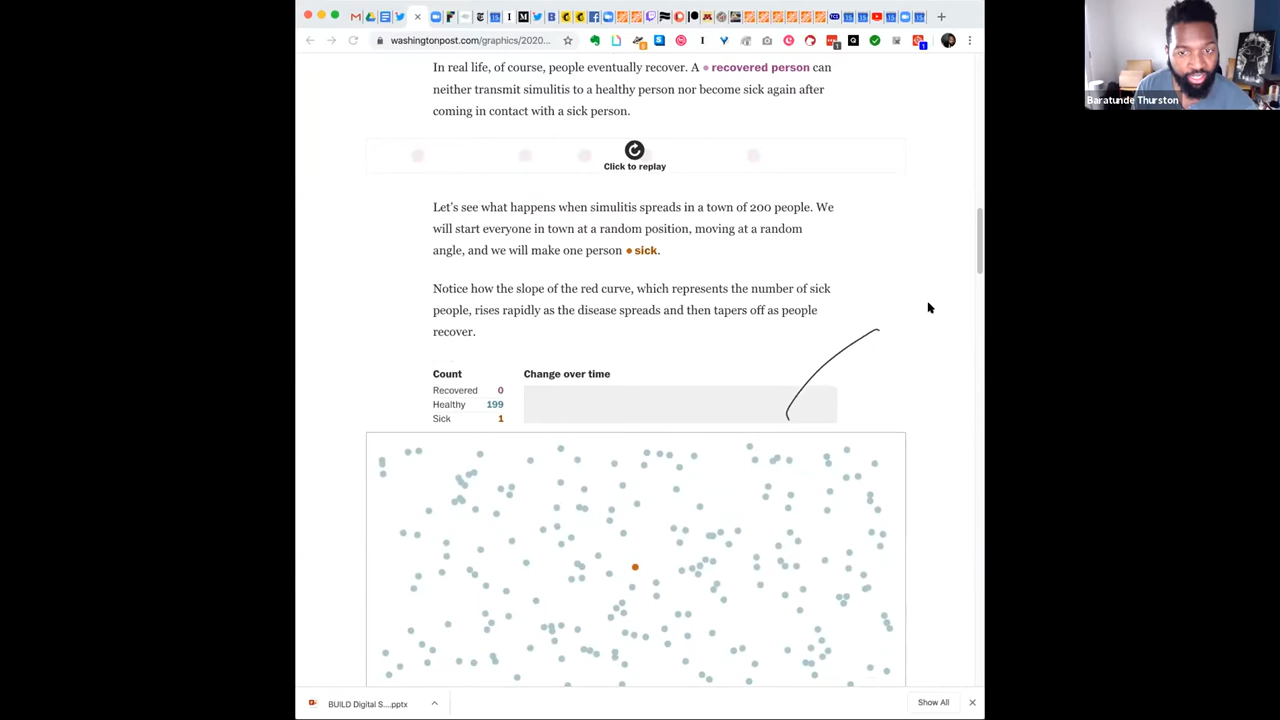 washingtonpost.com/graphics/2020...
Baratunde Thurston
In real life, of course, people eventually recover. A recovered person can
neither transmit simulitis to a healthy person nor become sick again after
coming in contact with a sick person.
Click to replay
Let's see what happens when simulitis spreads in a town of 200 people. We
will start everyone in town at a random position, moving at a random
angle, and we will make one person sick.
Notice how the slope of the red curve, which represents the number of sick
people, rises rapidly as the disease spreads and then tapers off as people
recover.
Count
Recovered 0
Healthy 199
Sick 1
Change over time
BUILD Digital S....pptx
Show All